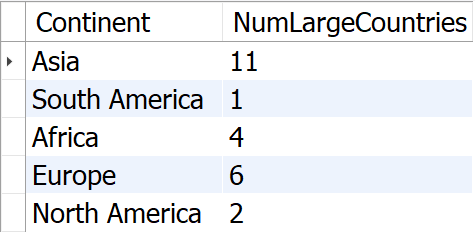 Continent NumLargeCountries
Asia 11
South America 1
Africa 4
Europe 6
North America 2